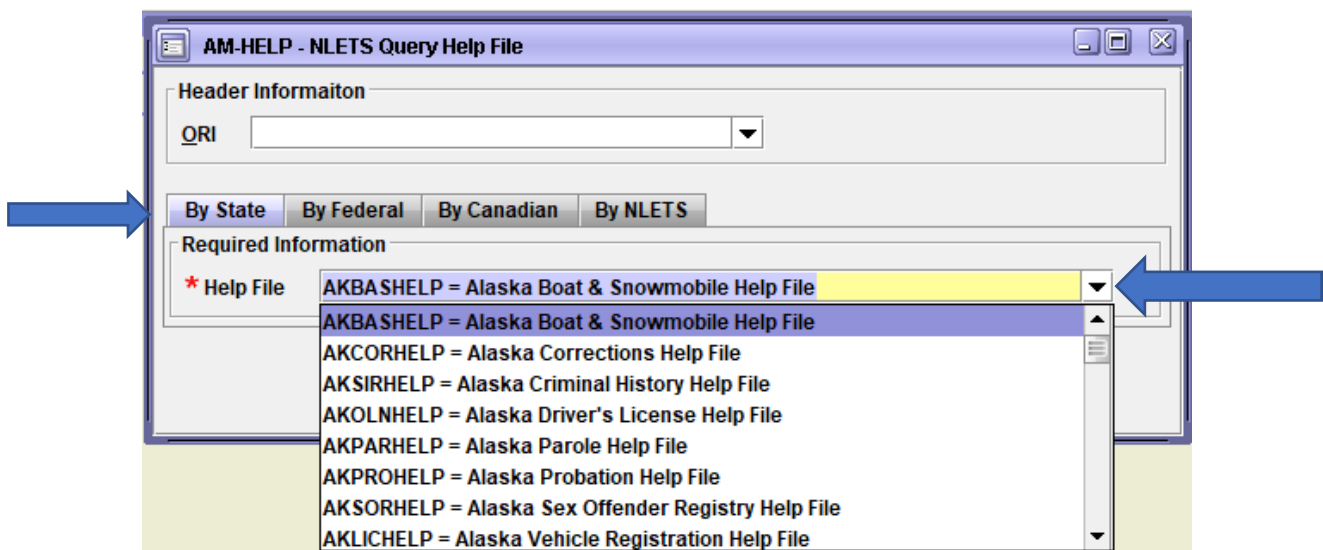 AM-HELP - NLETS Query Help File
Header Informaiton
ORI
By State By Federal By Canadian By NLETS
Required Information
* Help File AKBASHELP = Alaska Boat & Snowmobile Help File
AKBASHELP = Alaska Boat & Snowmobile Help File
AKCORHELP = Alaska Corrections Help File
AKSIRHELP = Alaska Criminal History Help File
AKOLNHELP = Alaska Driver's License Help File
AKPARHELP = Alaska Parole Help File
AKPROHELP = Alaska Probation Help File
AKSORHELP = Alaska Sex Offender Registry Help File
AKLICHELP = Alaska Vehicle Registration Help File